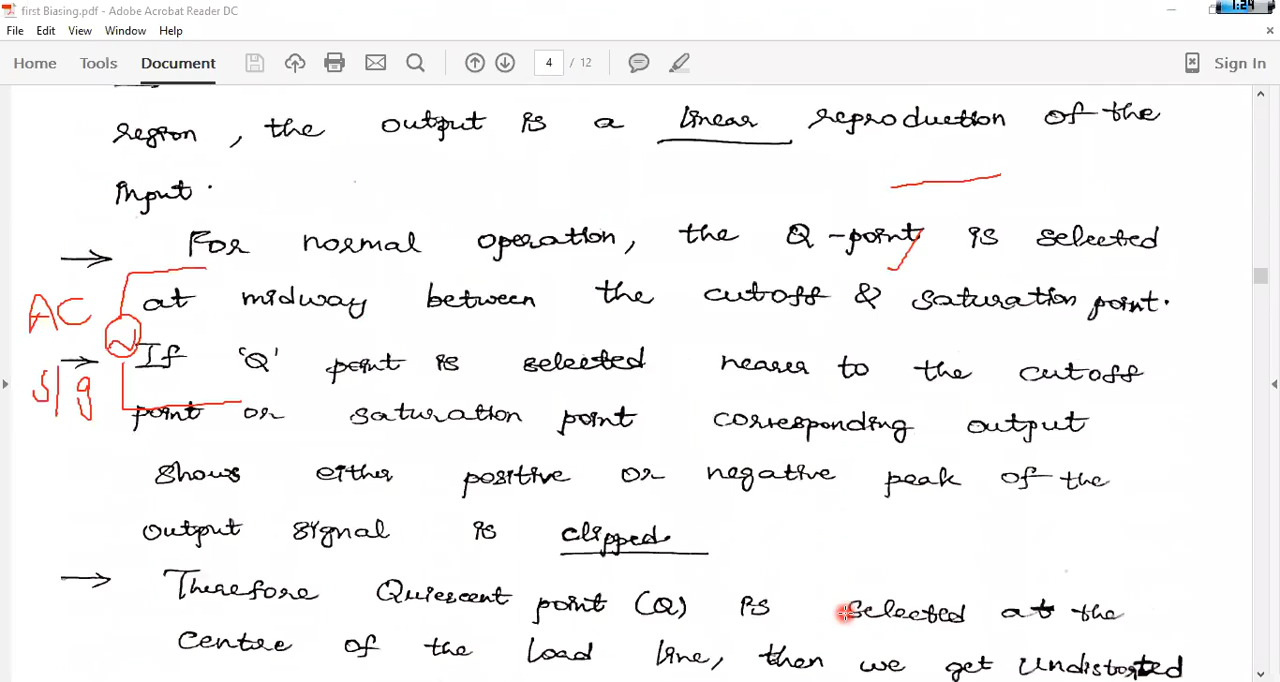 first Biasing.pdf - Adobe Acrobat Reader DC
1:24
File Edit View Window Help
Home Tools Document 4 / 12 Sign In
region, the output is a linear reproduction of the
Input.
→ For normal operation, the Q-point is selected
at midway between the cutoff & saturation point.
AC
→ If 'Q' point is selected nearer to the cutoff
sig
point or saturation point corresponding output
shows either positive or negative peak of the
output signal is clipped.
→ Therefore Quiescent point (Q) is selected at the
centre of the load line, then we get undistorted